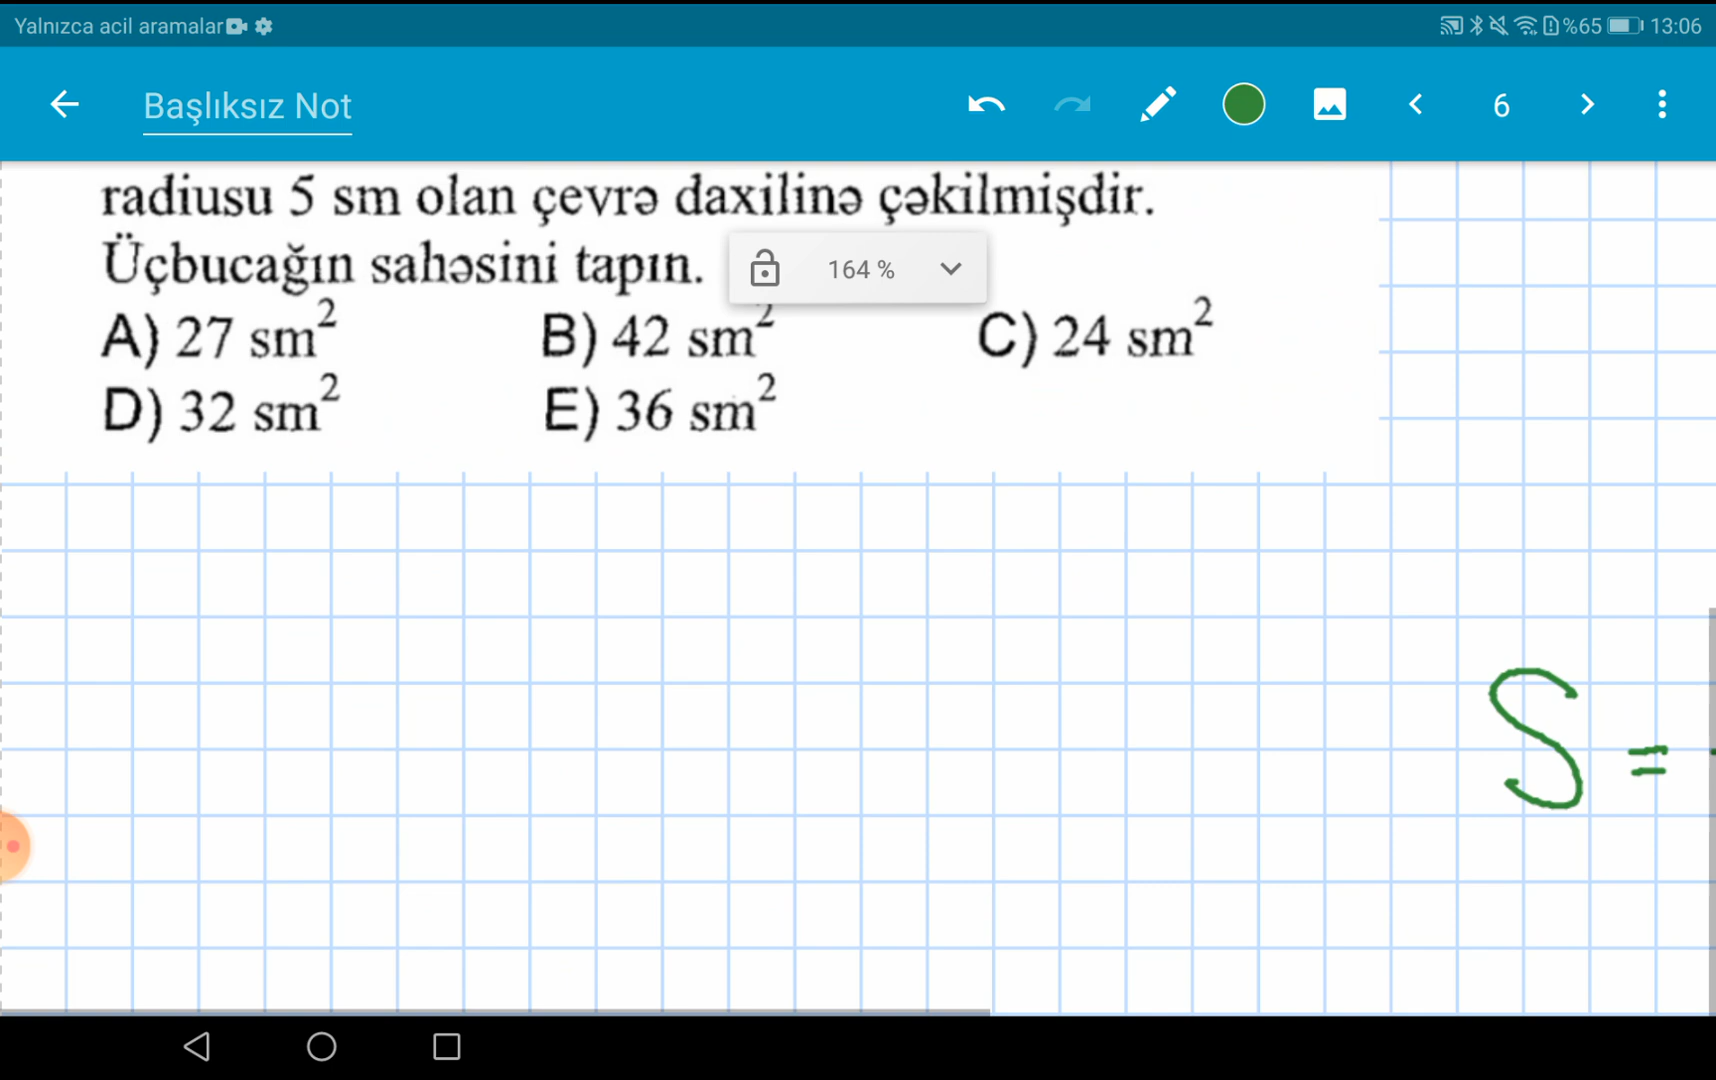 Yalnızca acil aramalar
%65 13:06
Başlıksız Not
6
radiusu 5 sm olan çevrə daxilinə çəkilmişdir.
Üçbucağın sahəsini tapın.
164 %
A) 27 sm² B) 42 sm² C) 24 sm²
D) 32 sm² E) 36 sm²
S =